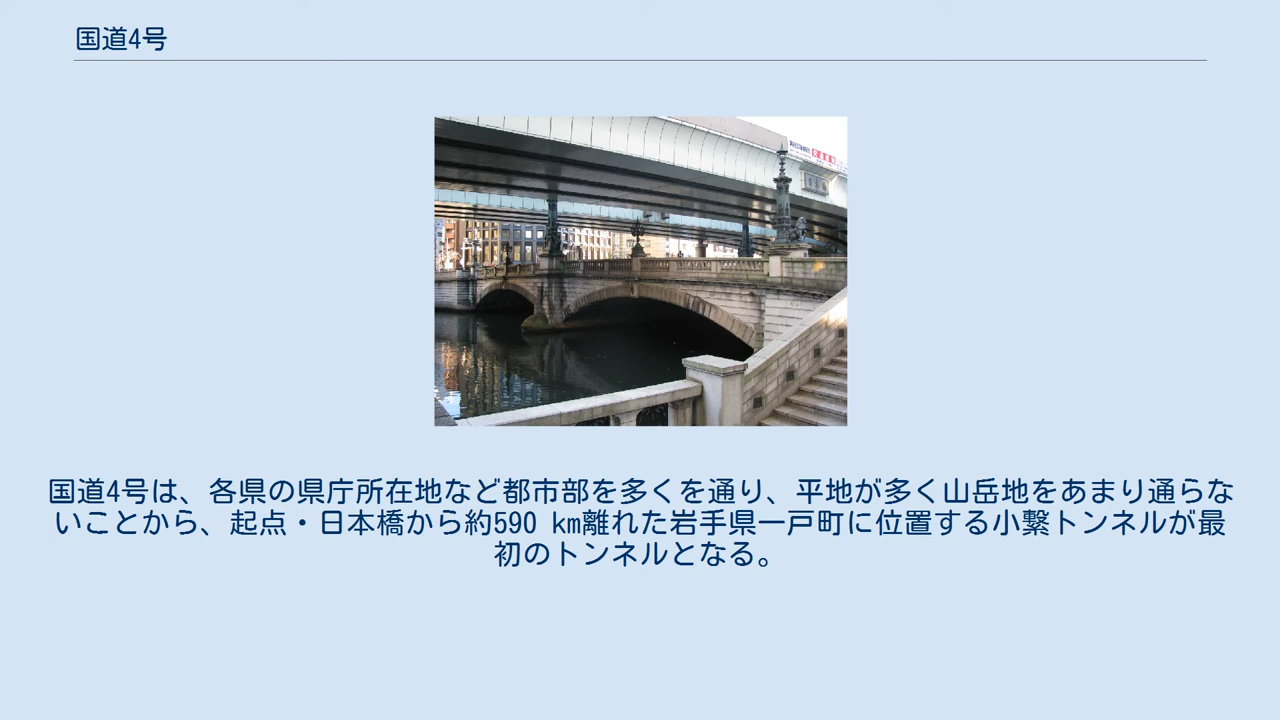 国道4号
国道4号は、各県の県庁所在地など都市部を多くを通り、平地が多く山岳地をあまり通らな
いことから、起点・日本橋から約590 km離れた岩手県一戸町に位置する小繋トンネルが最
初のトンネルとなる。